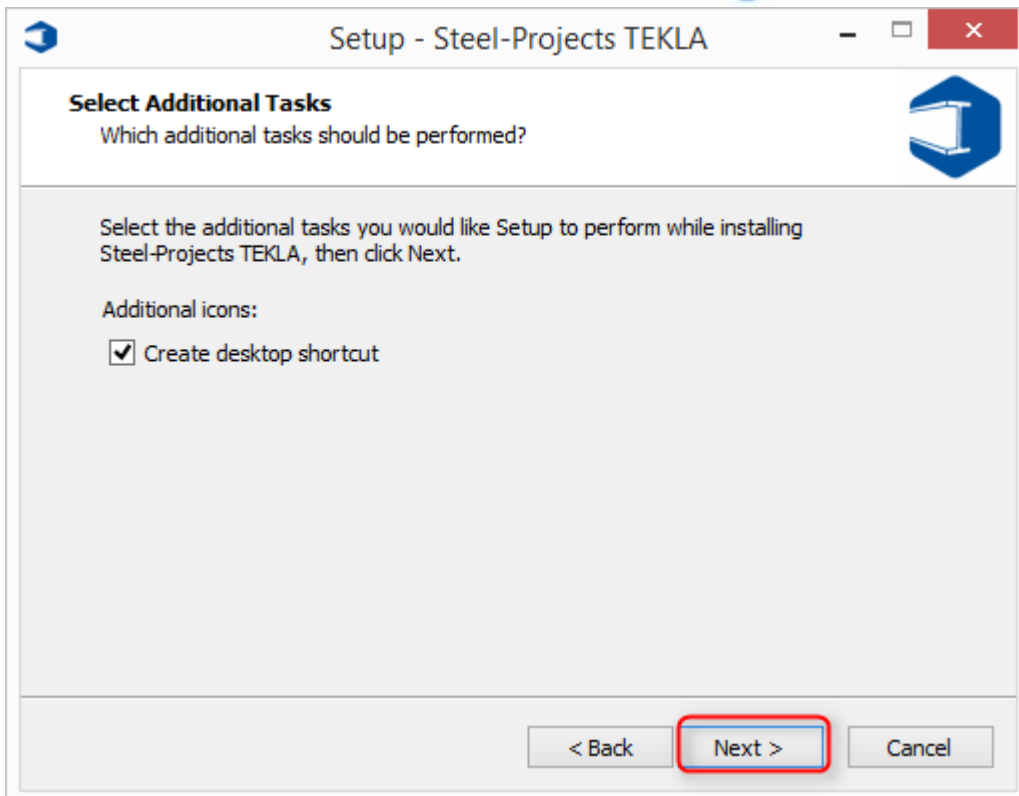 Setup - Steel-Projects TEKLA
Select Additional Tasks
Which additional tasks should be performed?
Select the additional tasks you would like Setup to perform while installing
Steel-Projects TEKLA, then click Next.
Additional icons:
Create desktop shortcut
< Back
Next >
Cancel